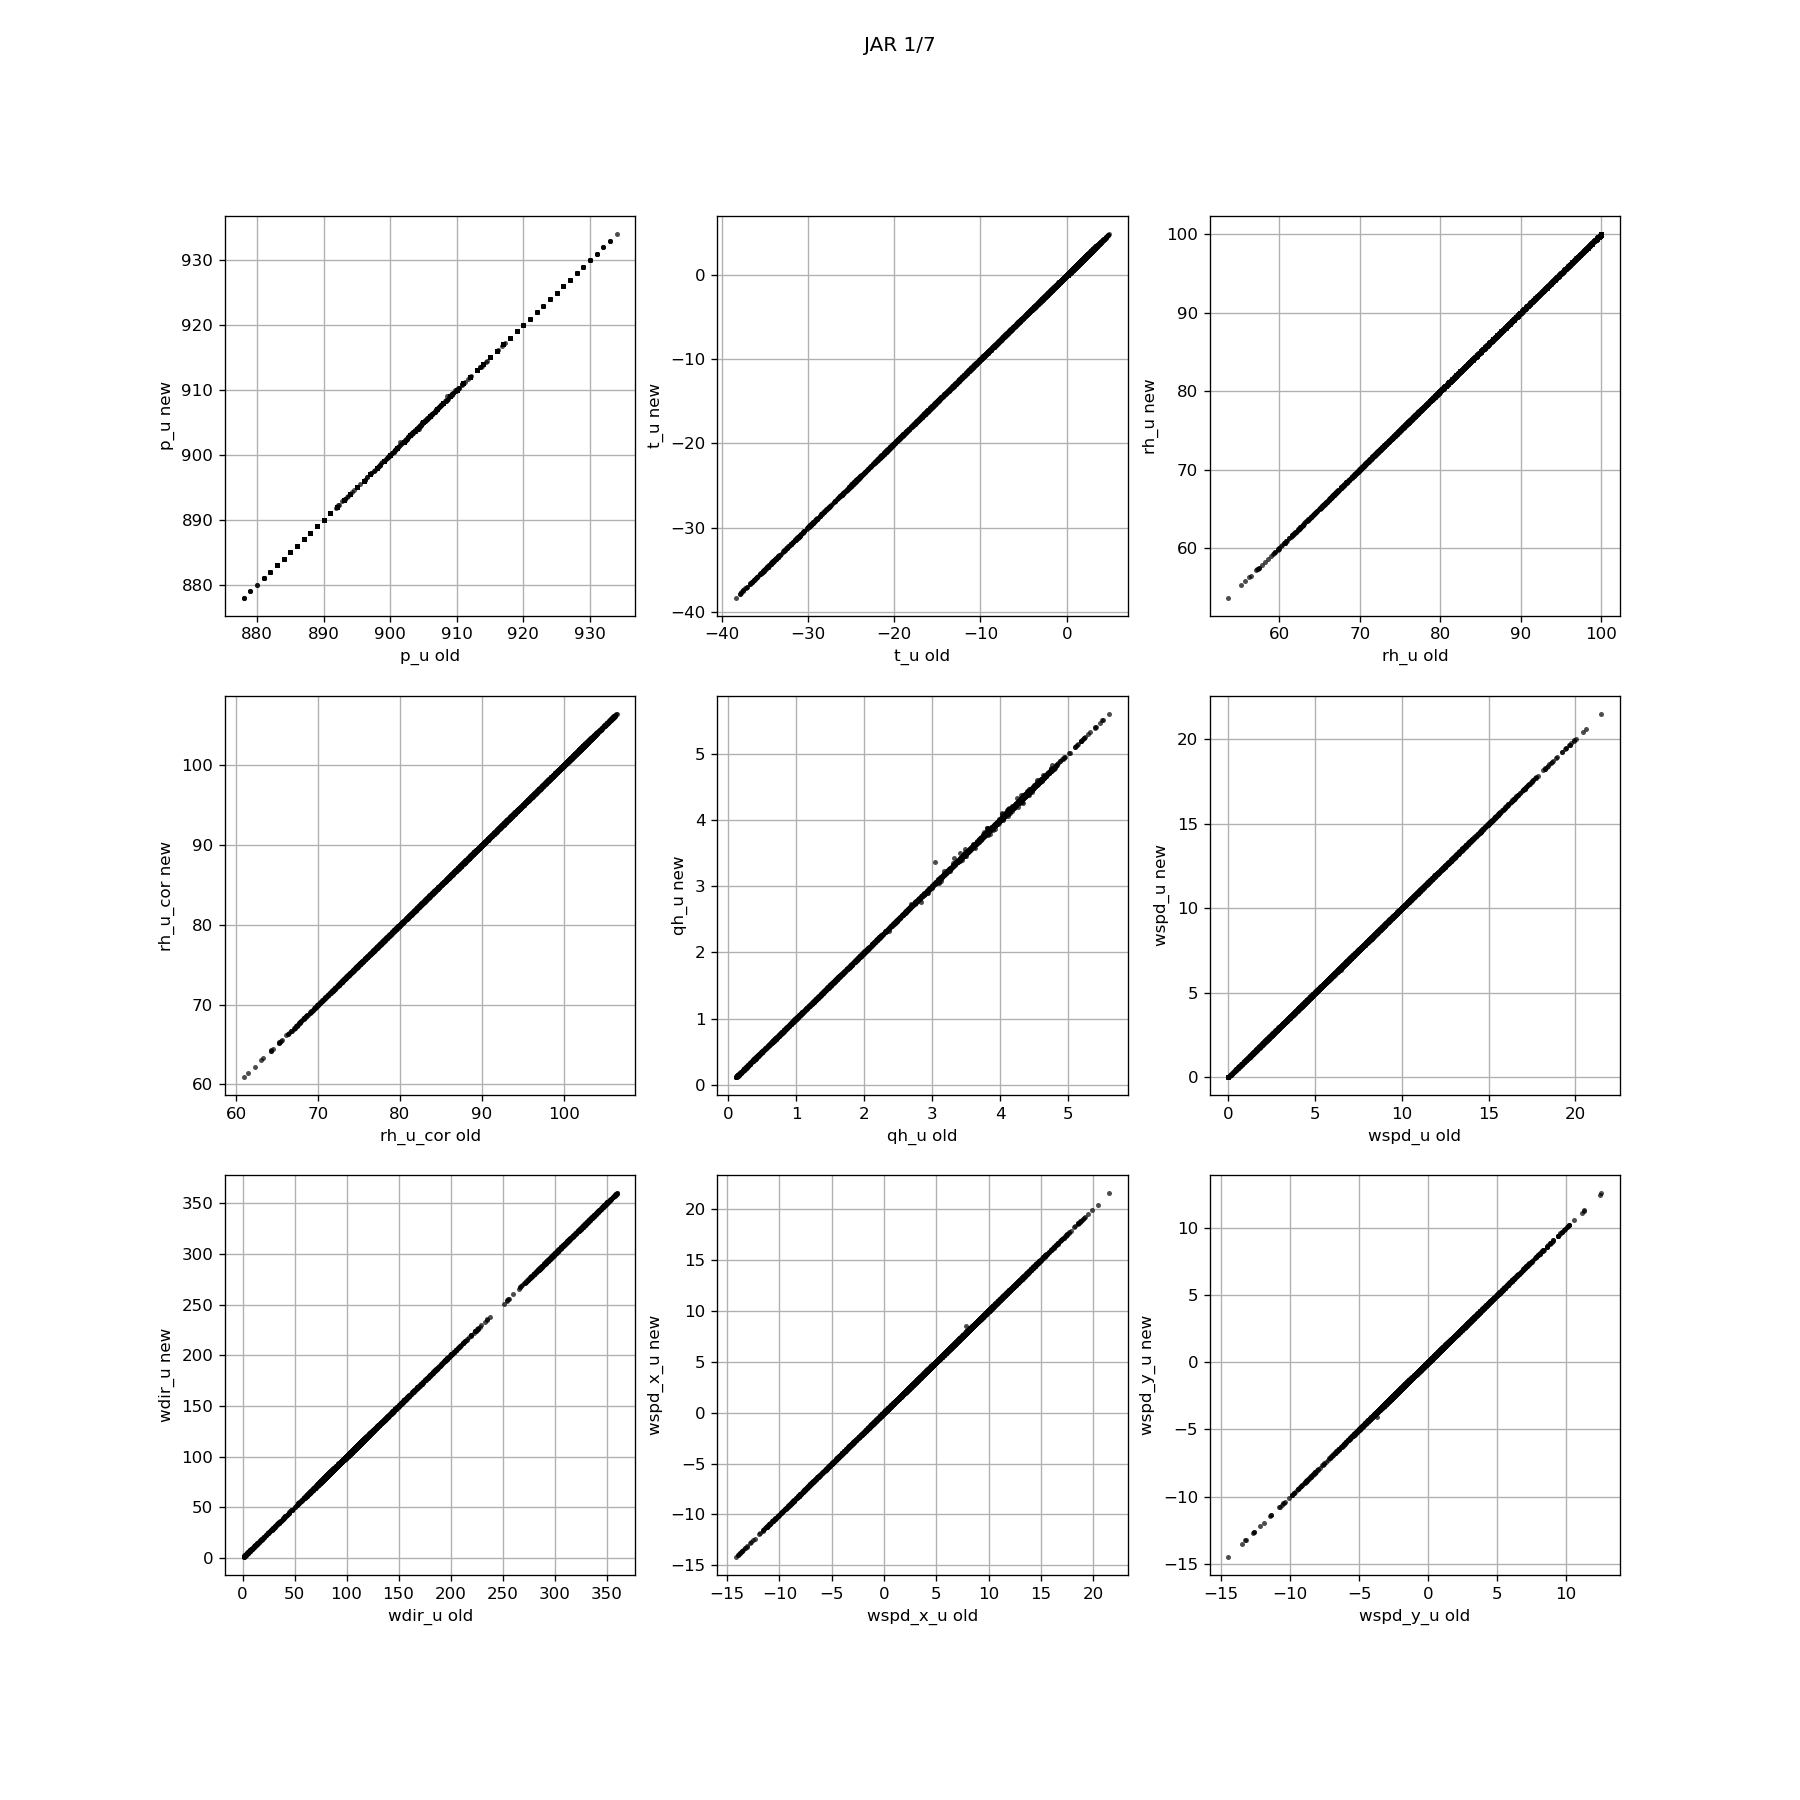 JAR 1/7
p_u new
930
920
910
900
890
880
880 890 900 910 920 930
p_u old
t_u new
0
−10
−20
−30
−40
−40 −30 −20 −10 0
t_u old
rh_u new
100
90
80
70
60
60 70 80 90 100
rh_u old
rh_u_cor new
100
90
80
70
60
60 70 80 90 100
rh_u_cor old
qh_u new
5
4
3
2
1
0
0 1 2 3 4 5
qh_u old
wspd_u new
20
15
10
5
0
0 5 10 15 20
wspd_u old
wdir_u new
350
300
250
200
150
100
50
0
0 50 100 150 200 250 300 350
wdir_u old
wspd_x_u new
20
15
10
5
0
−5
−10
−15
−15 −10 −5 0 5 10 15 20
wspd_x_u old
wspd_y_u new
10
5
0
−5
−10
−15
−15 −10 −5 0 5 10
wspd_y_u old